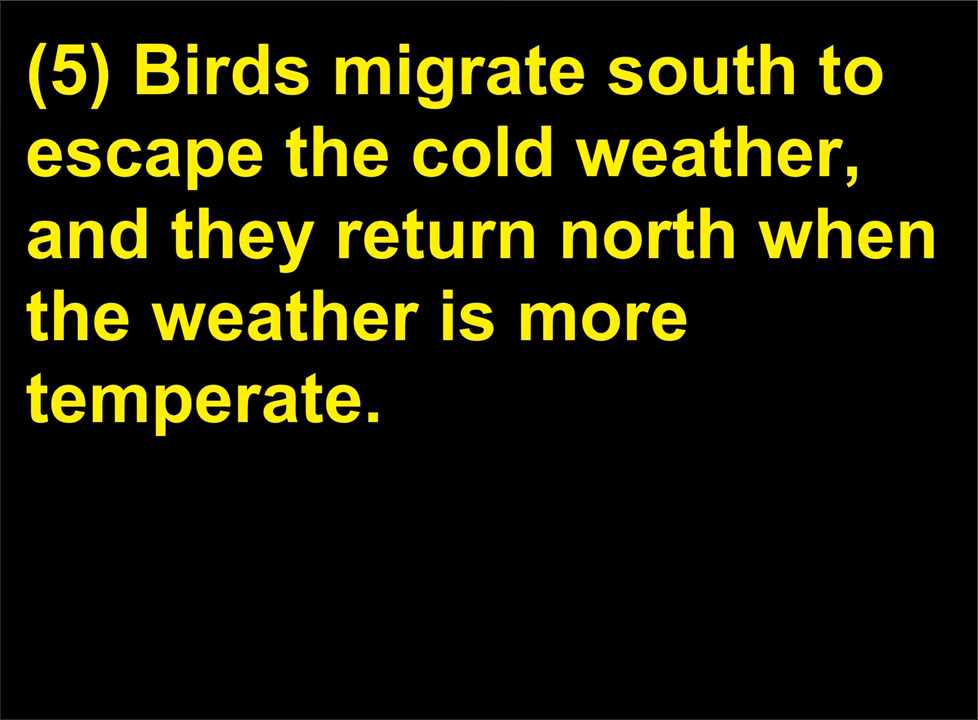 (5) Birds migrate south to
escape the cold weather,
and they return north when
the weather is more
temperate.